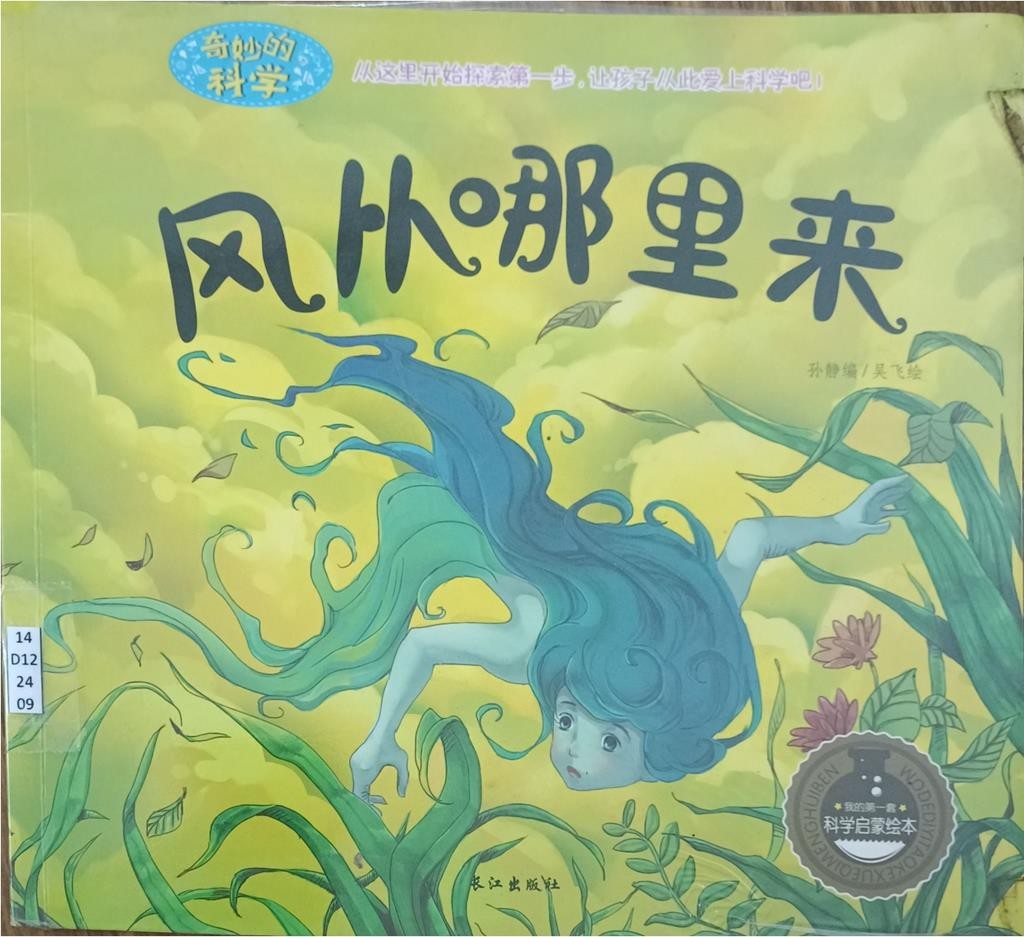 奇妙的
科学
从这里开始探索第一步，让孩子从此爱上科学吧！
风从哪里来
孙静编/吴飞绘
14
D12
24
09
WODEDIYITAOKEXUEQIMENGHUIBEN
★我的第一套★
科学启蒙绘本
长江出版社